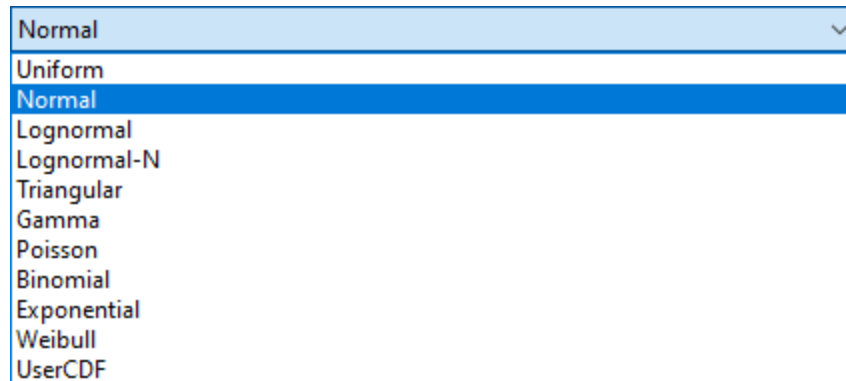 Normal
Uniform
Normal
Lognormal
Lognormal-N
Triangular
Gamma
Poisson
Binomial
Exponential
Weibull
UserCDF